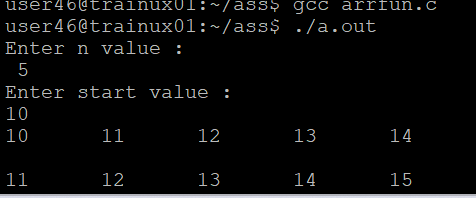 user46@trainux01:~/ass$ gcc arrfun.c
user46@trainux01:~/ass$ ./a.out
Enter n value :
5
Enter start value :
10
10 11 12 13 14
11 12 13 14 15